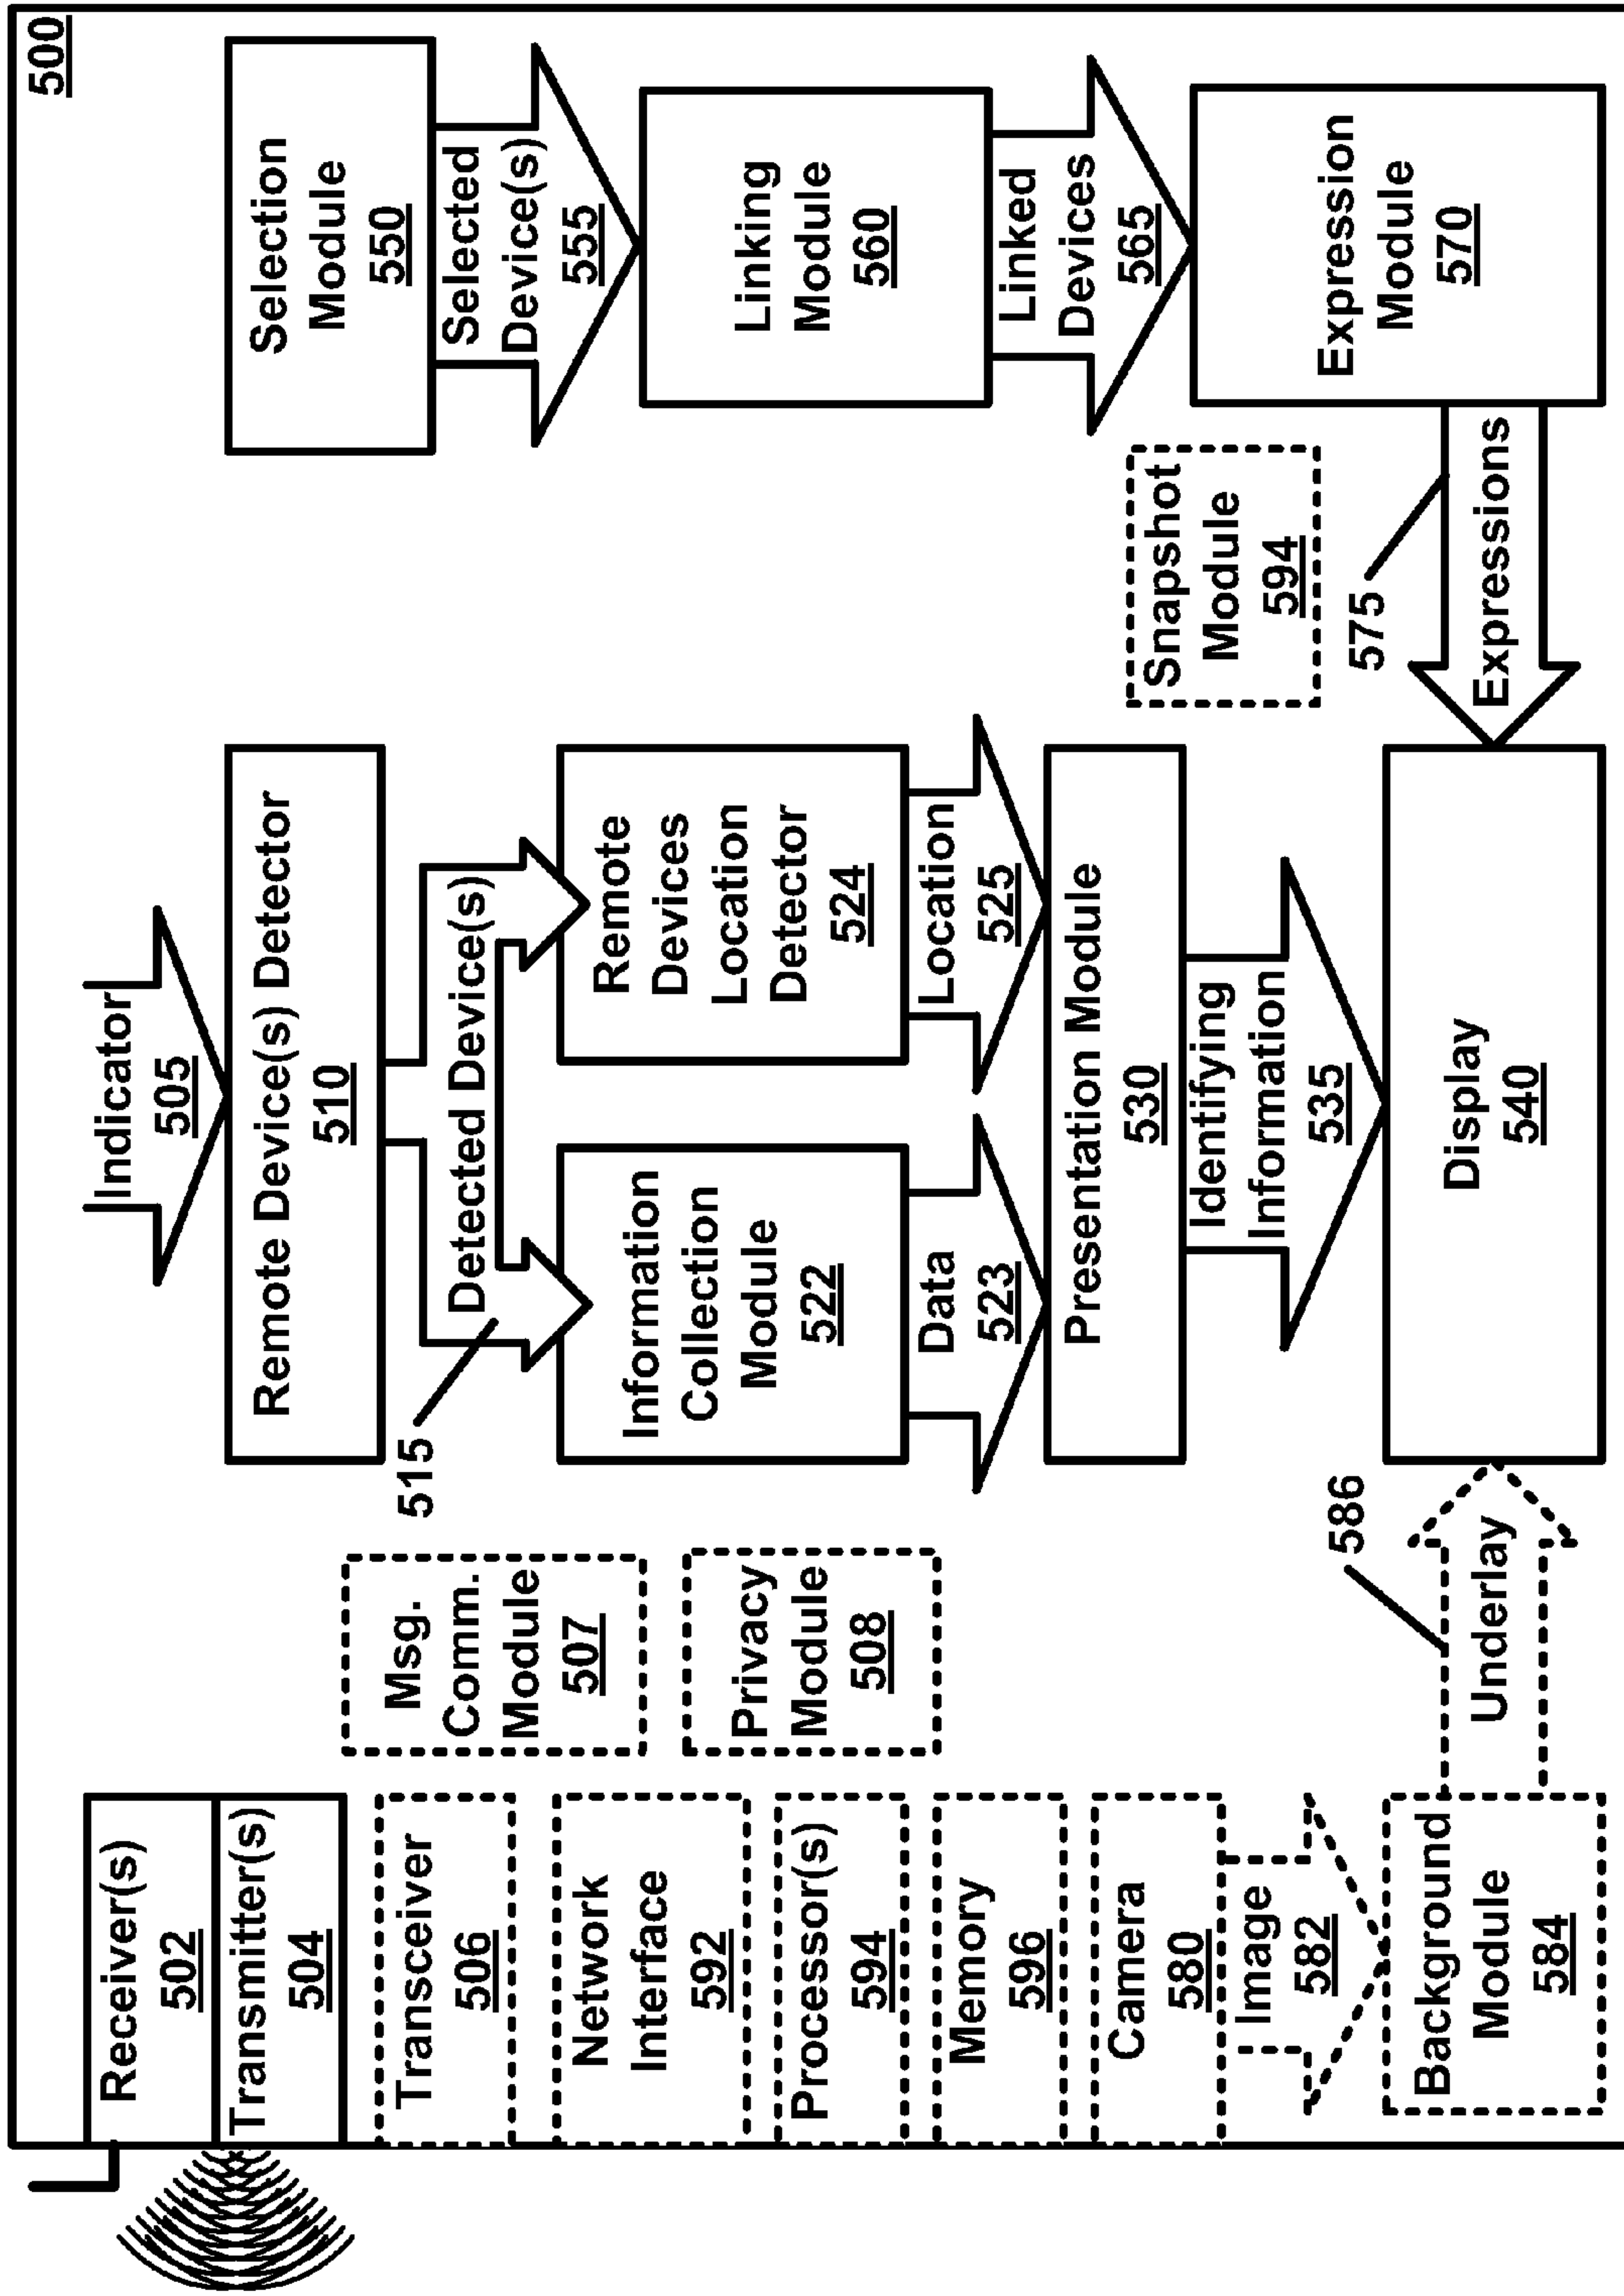 500
Receiver(s)
502
Transmitter(s)
504
Transceiver
506
Network
Interface
592
Processor(s)
594
Memory
596
Camera
580
Image
582
Background
Module
584
Underlay
586
Msg.
Comm.
Module
507
Privacy
Module
508
Indicator
505
Remote Device(s) Detector
510
Detected Device(s)
515
Information
Collection
Module
522
Remote
Devices
Location
Detector
524
Data
523
Location
525
Presentation Module
530
Identifying
Information
535
Display
540
Selection
Module
550
Selected
Device(s)
555
Linking
Module
560
Linked
Devices
565
Expression
Module
570
Snapshot
Module
594
575
Expressions